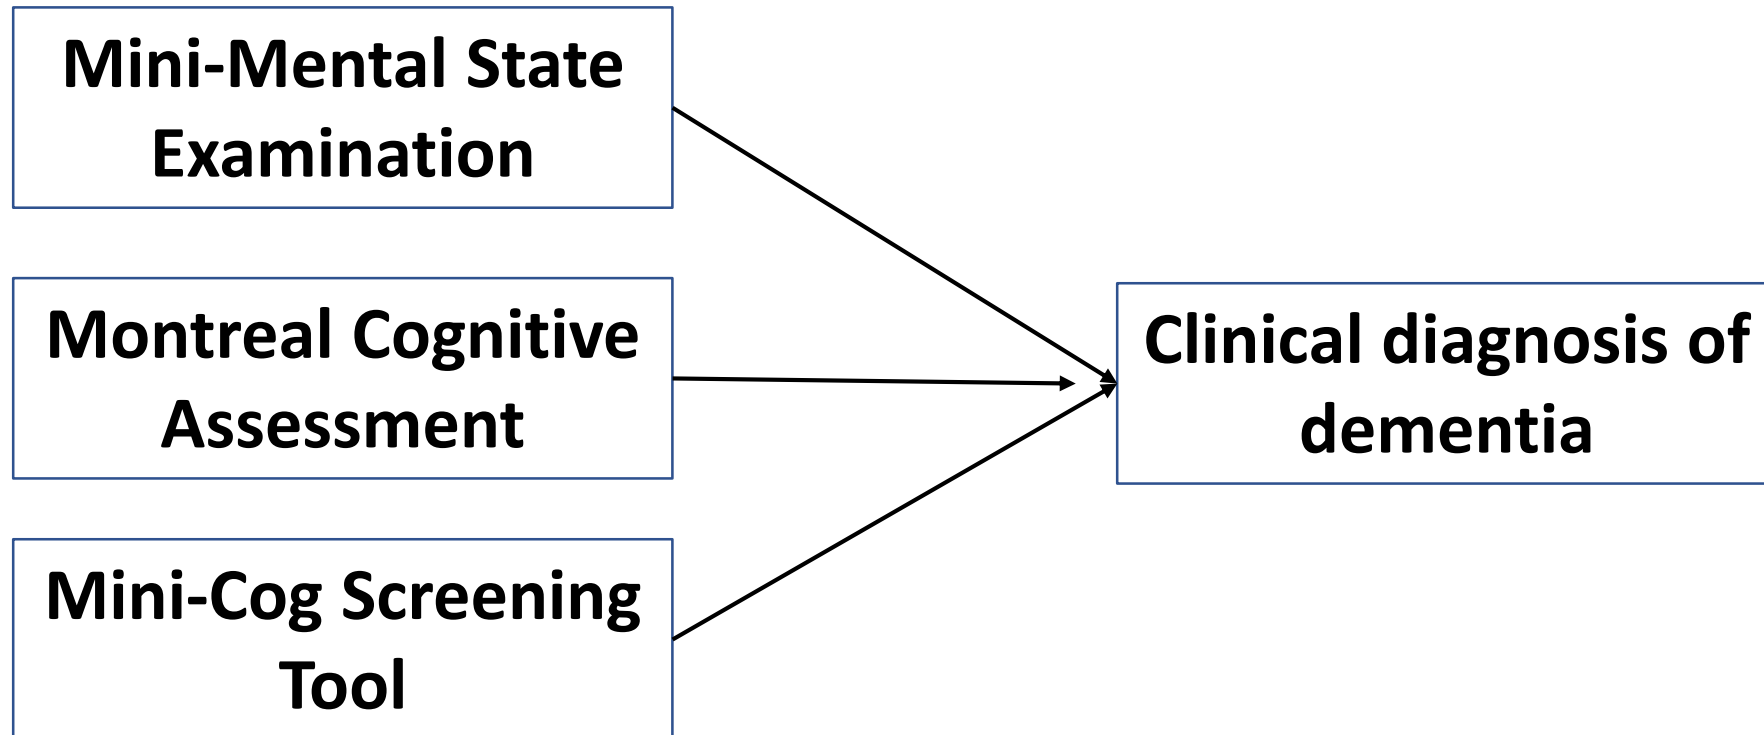 Mini-Mental State
Examination
Montreal Cognitive
Assessment
Mini-Cog Screening
Tool
Clinical diagnosis of
dementia